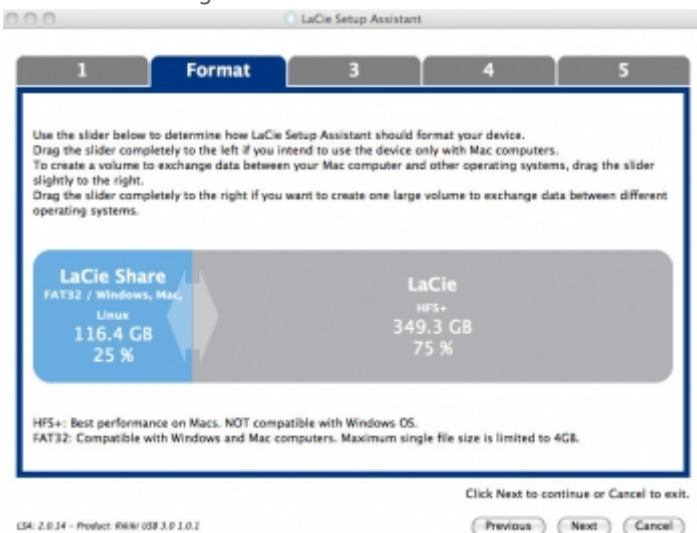 LaCie Setup Assistant
1 Format 3 4 5
Use the slider below to determine how LaCie Setup Assistant should format your device.
Drag the slider completely to the left if you intend to use the device only with Mac computers.
To create a volume to exchange data between your Mac computer and other operating systems, drag the slider
slightly to the right.
Drag the slider completely to the right if you want to create one large volume to exchange data between different
operating systems.
LaCie Share
FAT32 / Windows, Mac,
Linux
116.4 GB
25 %
LaCie
HFS+
349.3 GB
75 %
HFS+: Best performance on Macs. NOT compatible with Windows OS.
FAT32: Compatible with Windows and Mac computers. Maximum single file size is limited to 4GB.
Click Next to continue or Cancel to exit.
LSA: 2.0.14 - Product: Rikiki USB 3.0 1.0.1
Previous Next Cancel